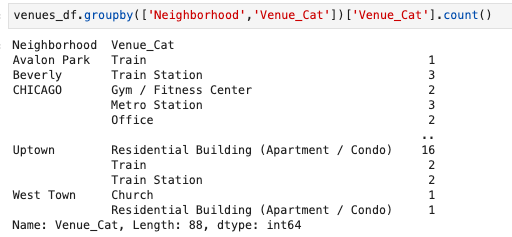 venues_df.groupby(['Neighborhood','Venue_Cat'])['Venue_Cat'].count()
Neighborhood  Venue_Cat
Avalon Park   Train                                         1
Beverly       Train Station                                 3
CHICAGO       Gym / Fitness Center                          2
              Metro Station                                 3
              Office                                        2
                                                           ..
Uptown        Residential Building (Apartment / Condo)     16
              Train                                         2
              Train Station                                 2
West Town     Church                                        1
              Residential Building (Apartment / Condo)      1
Name: Venue_Cat, Length: 88, dtype: int64